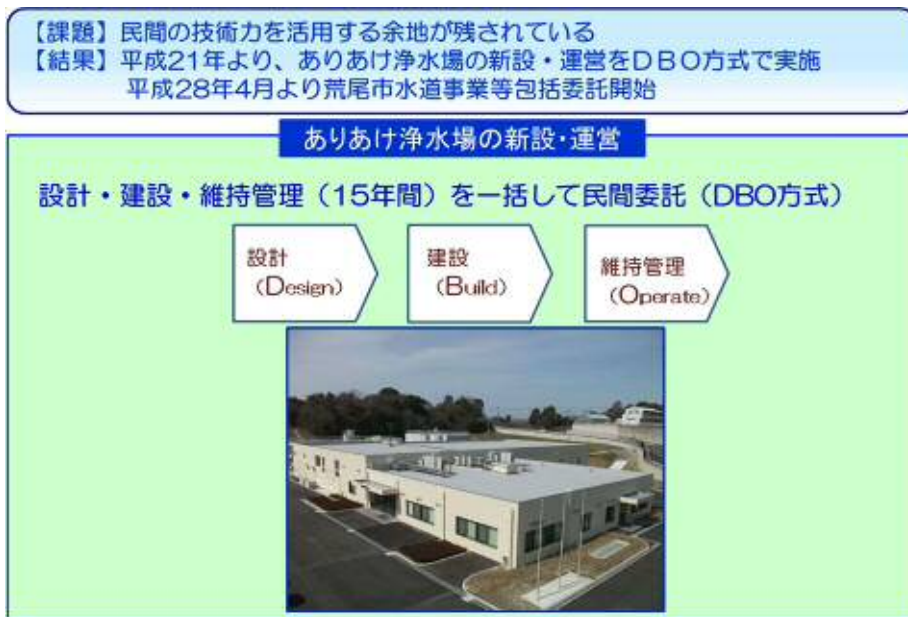 【課題】民間の技術力を活用する余地が残されている
【結果】平成21年より、ありあけ浄水場の新設・運営をDBO方式で実施
平成28年4月より荒尾市水道事業等包括委託開始
ありあけ浄水場の新設・運営
設計・建設・維持管理（15年間）を一括して民間委託（DBO方式）
設計
（Design）
建設
（Build）
維持管理
（Operate）